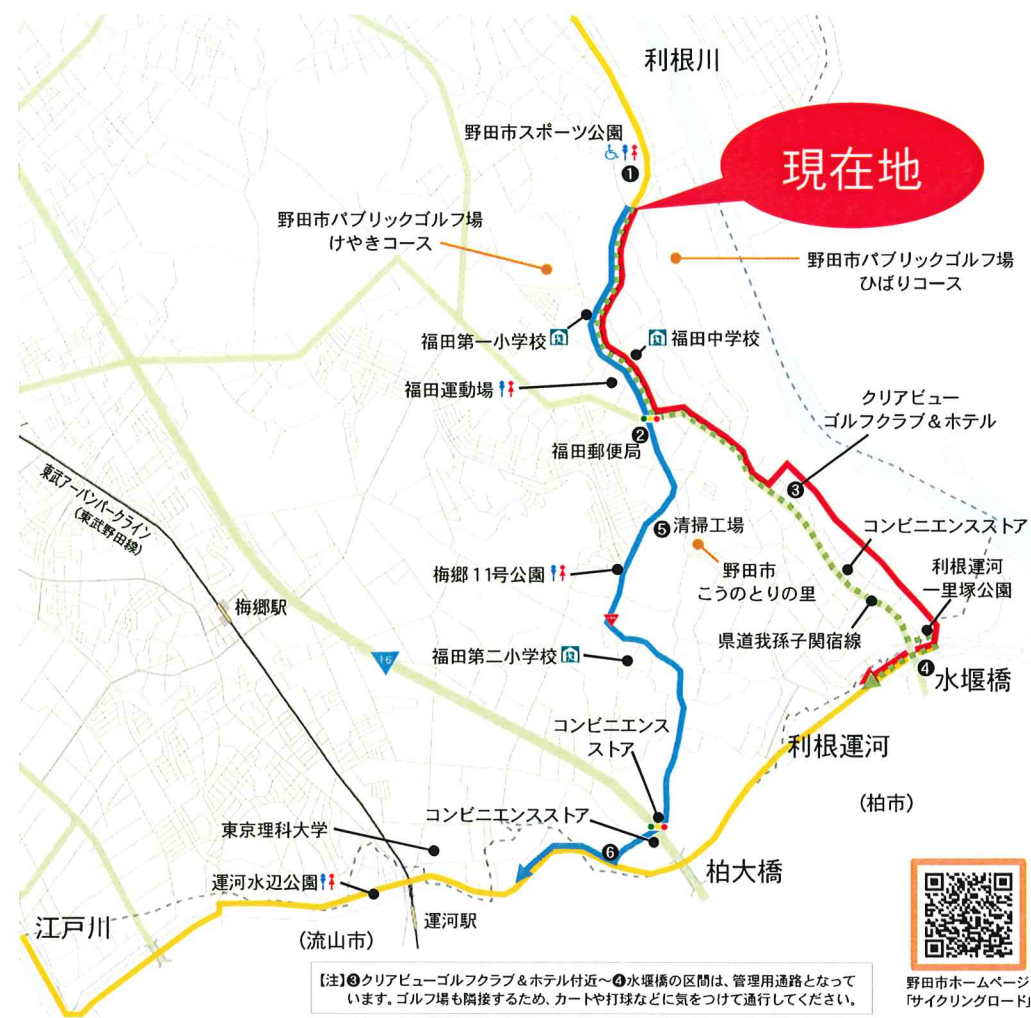 利根川
野田市スポーツ公園
❶
現在地
野田市パブリックゴルフ場
けやきコース
野田市パブリックゴルフ場
ひばりコース
福田第一小学校
福田中学校
福田運動場
クリアビュー
ゴルフクラブ&ホテル
❷
福田郵便局
❸
東武アーバンパークライン
(東武野田線)
❺清掃工場
コンビニエンスストア
梅郷11号公園
野田市
こうのとりの里
利根運河
一里塚公園
梅郷駅
県道我孫子関宿線
福田第二小学校
16
❹
水堰橋
コンビニエンス
ストア
利根運河
(柏市)
コンビニエンスストア
東京理科大学
❻
柏大橋
運河水辺公園
江戸川
(流山市)
運河駅
【注】❸クリアビューゴルフクラブ&ホテル付近~❹水堰橋の区間は、管理用通路となって
います。ゴルフ場も隣接するため、カートや打球などに気をつけて通行してください。
野田市ホームページ
「サイクリングロード」